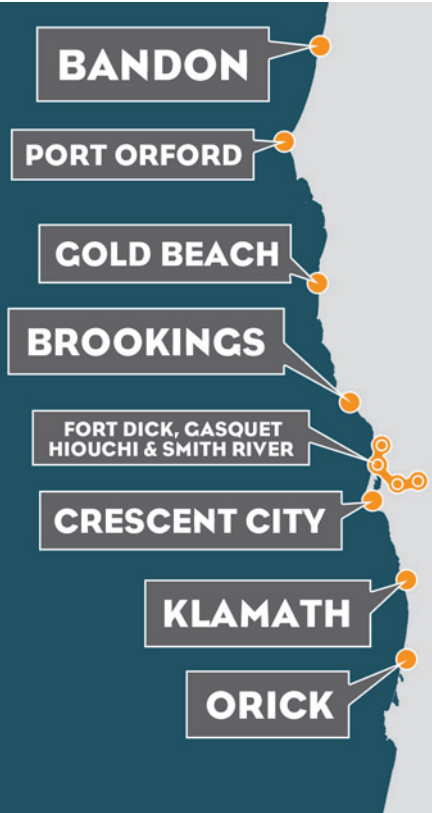 BANDON
PORT ORFORD
GOLD BEACH
BROOKINGS
FORT DICK, GASQUET
HIOUCHI & SMITH RIVER
CRESCENT CITY
KLAMATH
ORICK